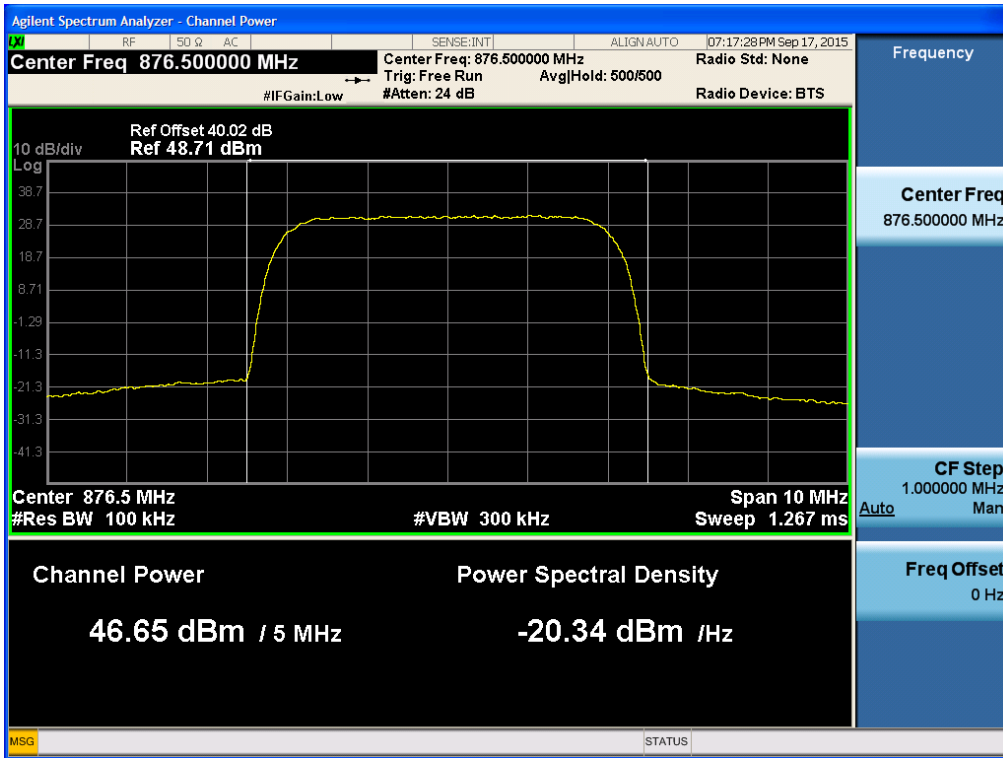 Agilent Spectrum Analyzer - Channel Power
LXI RF 50 Ω AC SENSE:INT ALIGN AUTO 07:17:28 PM Sep 17, 2015
Center Freq 876.500000 MHz
Center Freq: 876.500000 MHz Radio Std: None
Trig: Free Run Avg|Hold: 500/500
#IFGain:Low #Atten: 24 dB Radio Device: BTS
Ref Offset 40.02 dB
10 dB/div Ref 48.71 dBm
Log
38.7
28.7
18.7
8.71
-1.29
-11.3
-21.3
-31.3
-41.3
Center 876.5 MHz Span 10 MHz
#Res BW 100 kHz #VBW 300 kHz Sweep 1.267 ms
Channel Power Power Spectral Density
46.65 dBm / 5 MHz -20.34 dBm /Hz
MSG STATUS
Frequency
Center Freq
876.500000 MHz
CF Step
1.000000 MHz
Auto Man
Freq Offset
0 Hz